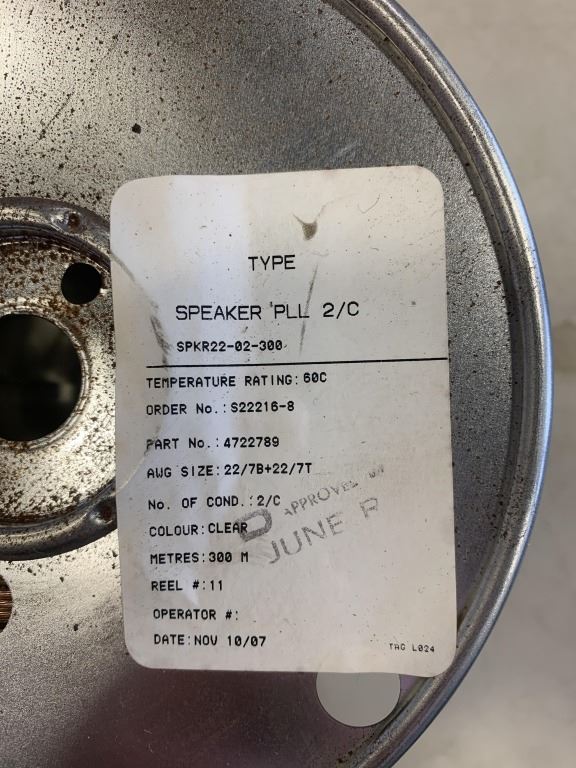 TYPE
SPEAKER PLL 2/C
SPKR22-02-300
TEMPERATURE RATING:60C
ORDER No.:S22216-8
PART No.:4722789
AWG SIZE:22/7B+22/7T
No. OF COND.:2/C
COLOUR:CLEAR
APPROVED BY
JUNE P
METRES:300 M
REEL #:11
OPERATOR #:
DATE:NOV 10/07
TAG L024